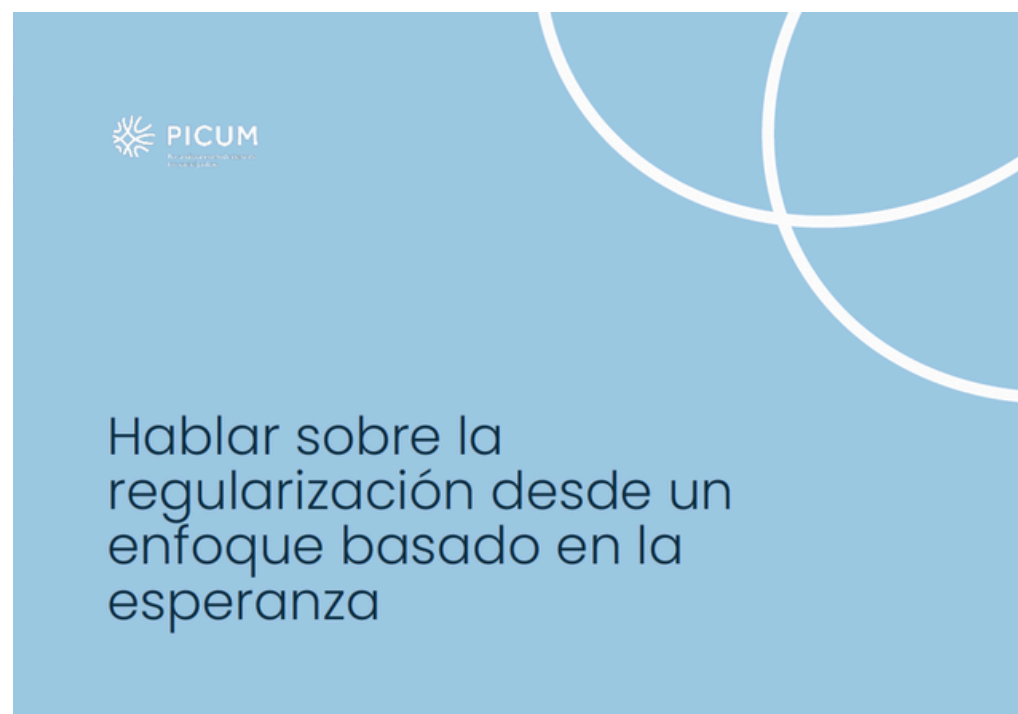 PICUM
Hablar sobre la
regularización desde un
enfoque basado en la
esperanza